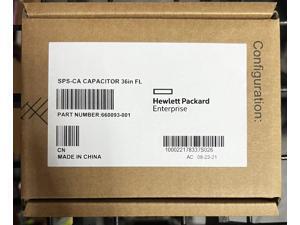 SPS-CA CAPACITOR 36in FL
PART NUMBER:660093-001
Hewlett Packard
Enterprise
CN
MADE IN CHINA
AC 08-23-21
Configuration: